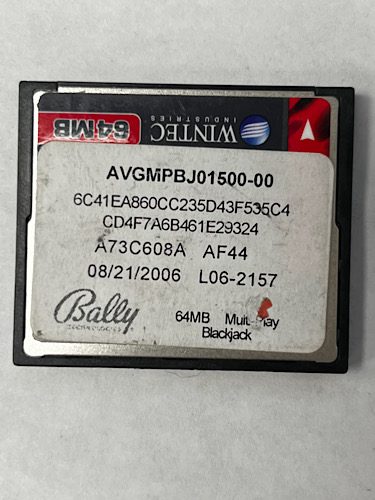 64MB
WINTEC
INDUSTRIES
AVGMPBJ01500-00
6C41EA860CC235D43F535C4
CD4F7A6B461E29324
A73C608A AF44
08/21/2006 L06-2157
Bally
TECHNOLOGIES
64MB Multi-Play
Blackjack